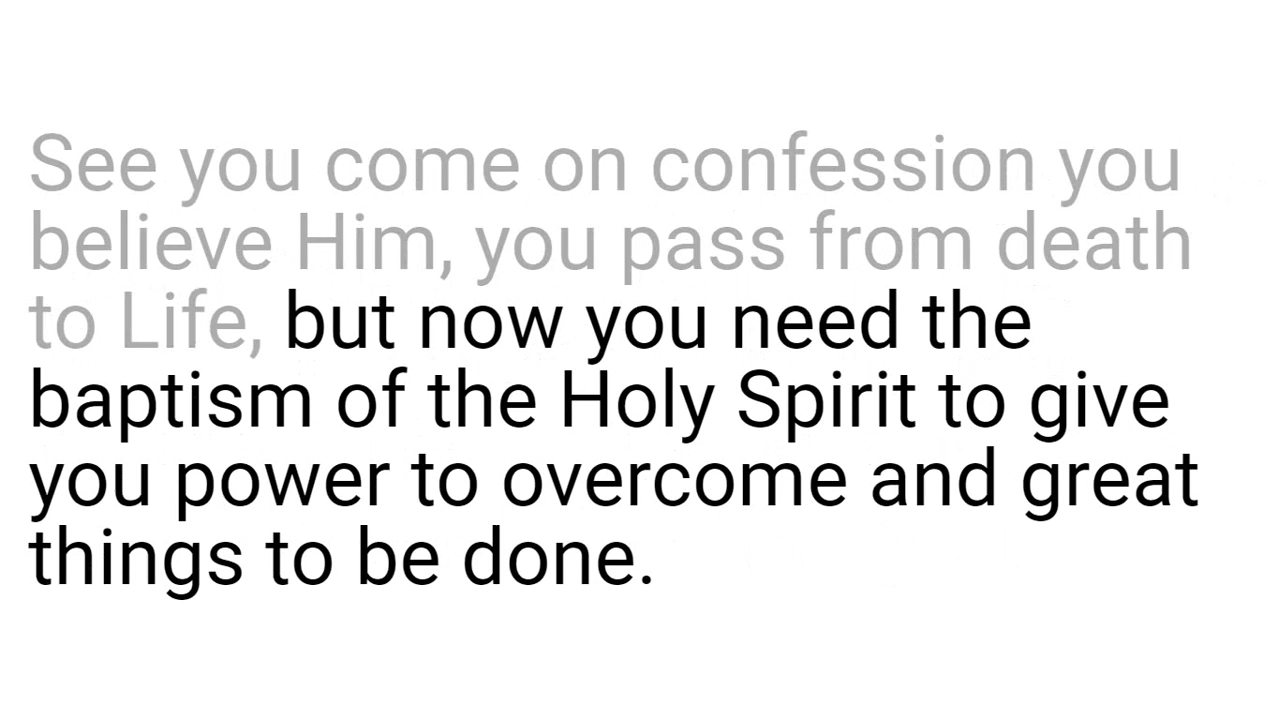 See you come on confession you
believe Him, you pass from death
to Life, but now you need the
baptism of the Holy Spirit to give
you power to overcome and great
things to be done.